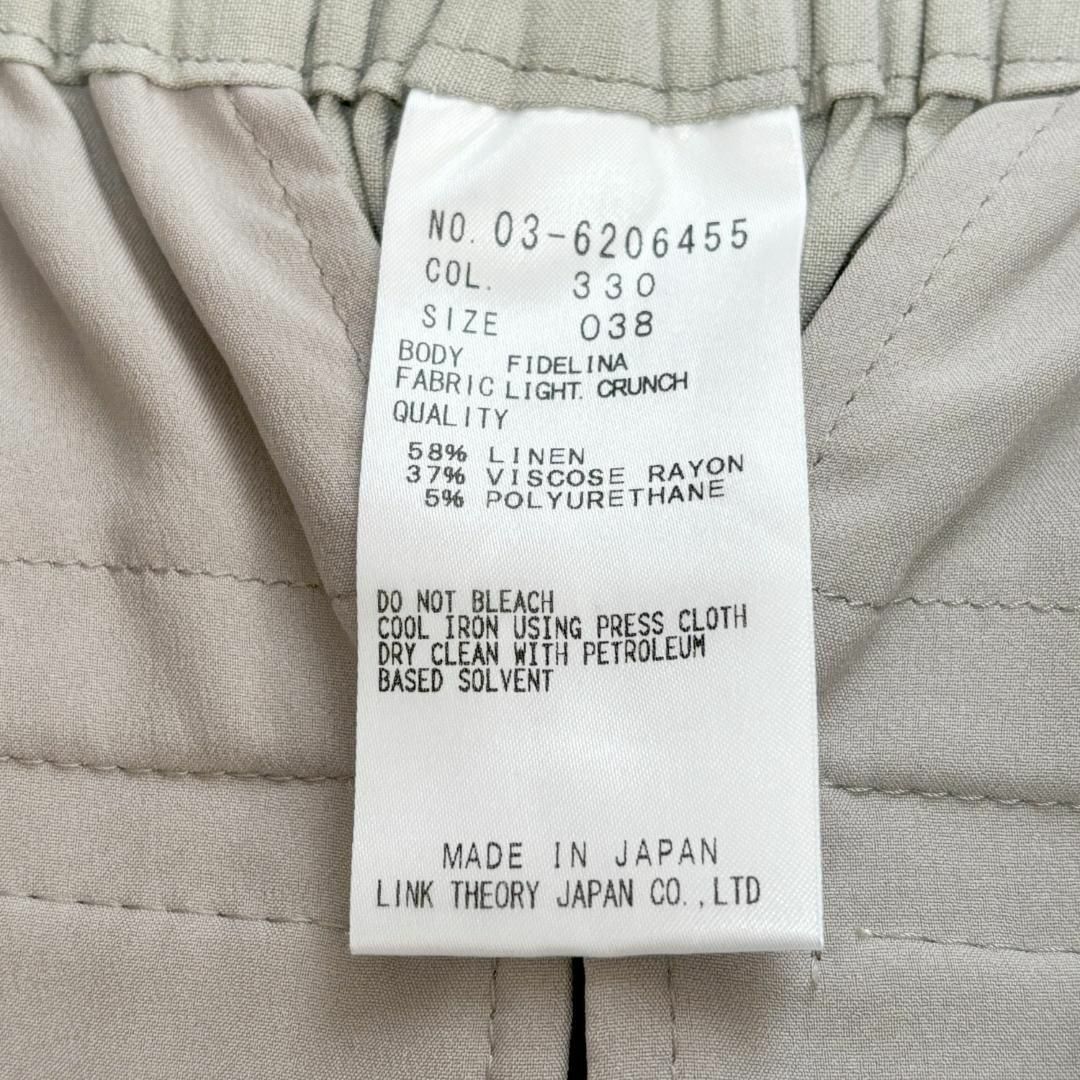 NO. 03-6206455
COL. 330
SIZE 038
BODY FIDELINA
FABRIC LIGHT. CRUNCH
QUALITY
58% LINEN
37% VISCOSE RAYON
5% POLYURETHANE
DO NOT BLEACH
COOL IRON USING PRESS CLOTH
DRY CLEAN WITH PETROLEUM
BASED SOLVENT
MADE IN JAPAN
LINK THEORY JAPAN CO.,LTD